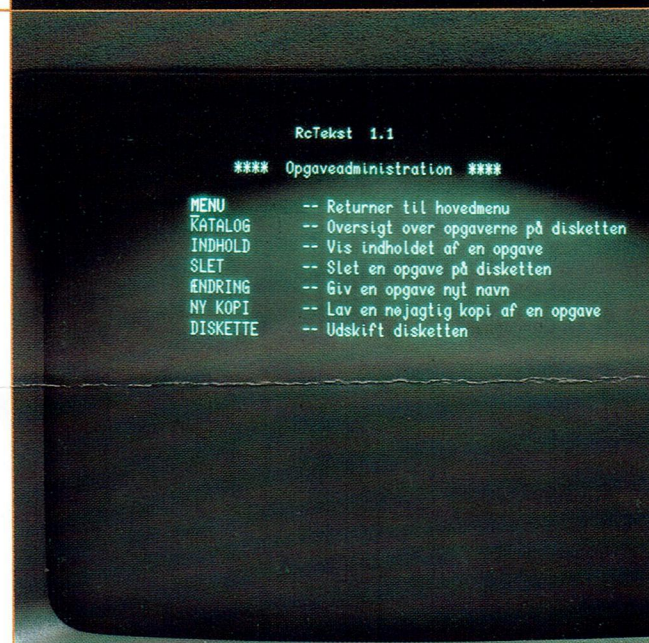 RcTekst 1.1
**** Opgaveadministration ****
MENU -- Returner til hovedmenu
KATALOG -- Oversigt over opgaverne på disketten
INDHOLD -- Vis indholdet af en opgave
SLET -- Slet en opgave på disketten
ÆNDRING -- Giv en opgave nyt navn
NY KOPI -- Lav en nøjagtig kopi af en opgave
DISKETTE -- Udskift disketten